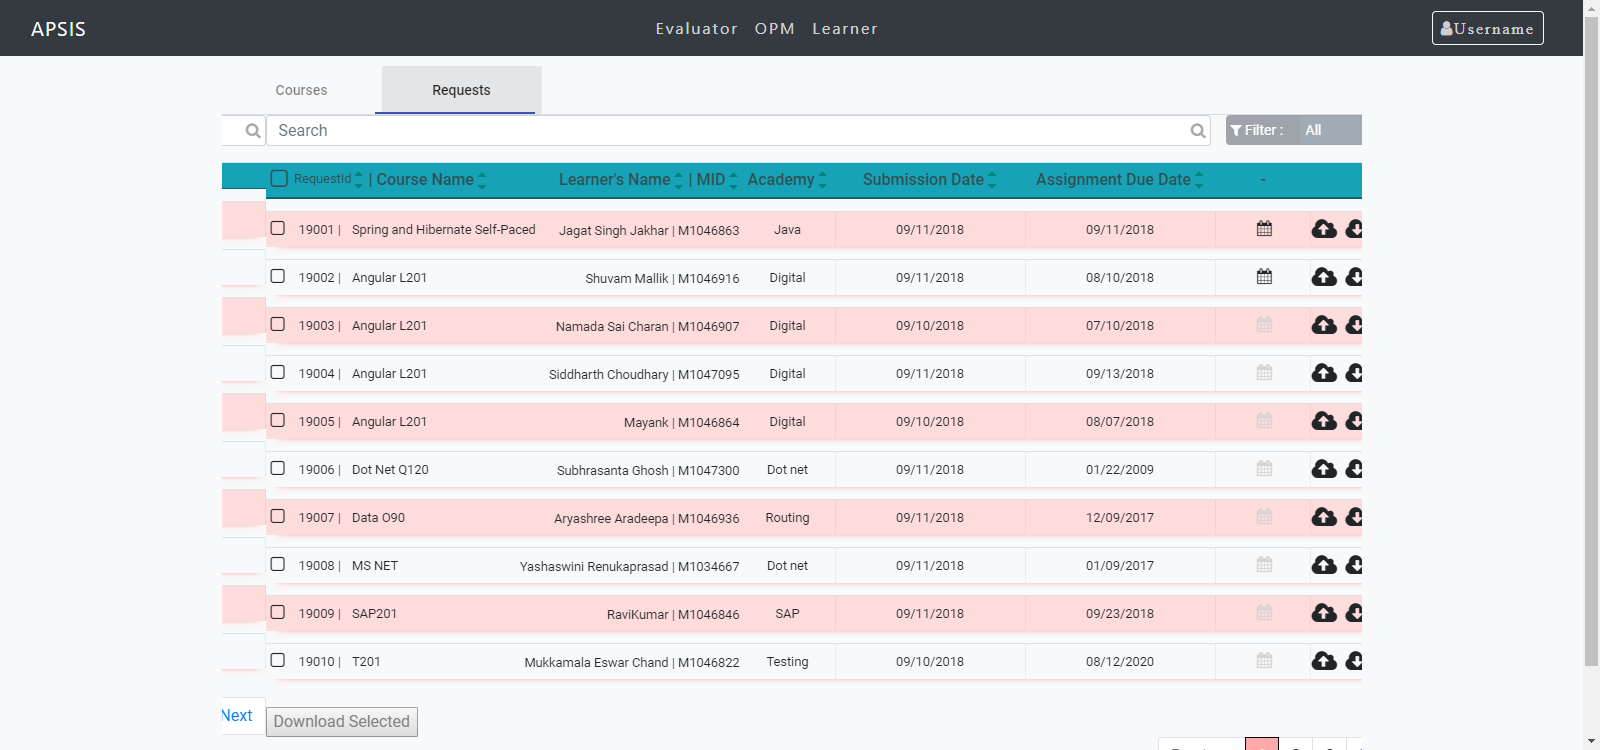 APSIS Evaluator OPM Learner Username
Courses Requests
Search Filter : All
RequestId | Course Name Learner's Name | MID Academy Submission Date Assignment Due Date -
19001 | Spring and Hibernate Self-Paced Jagat Singh Jakhar | M1046863 Java 09/11/2018 09/11/2018
19002 | Angular L201 Shuvam Mallik | M1046916 Digital 09/11/2018 08/10/2018
19003 | Angular L201 Namada Sai Charan | M1046907 Digital 09/10/2018 07/10/2018
19004 | Angular L201 Siddharth Choudhary | M1047095 Digital 09/11/2018 09/13/2018
19005 | Angular L201 Mayank | M1046864 Digital 09/10/2018 08/07/2018
19006 | Dot Net Q120 Subhrasanta Ghosh | M1047300 Dot net 09/11/2018 01/22/2009
19007 | Data O90 Aryashree Aradeepa | M1046936 Routing 09/11/2018 12/09/2017
19008 | MS NET Yashaswini Renukaprasad | M1034667 Dot net 09/11/2018 01/09/2017
19009 | SAP201 RaviKumar | M1046846 SAP 09/11/2018 09/23/2018
19010 | T201 Mukkamala Eswar Chand | M1046822 Testing 09/10/2018 08/12/2020
Next Download Selected